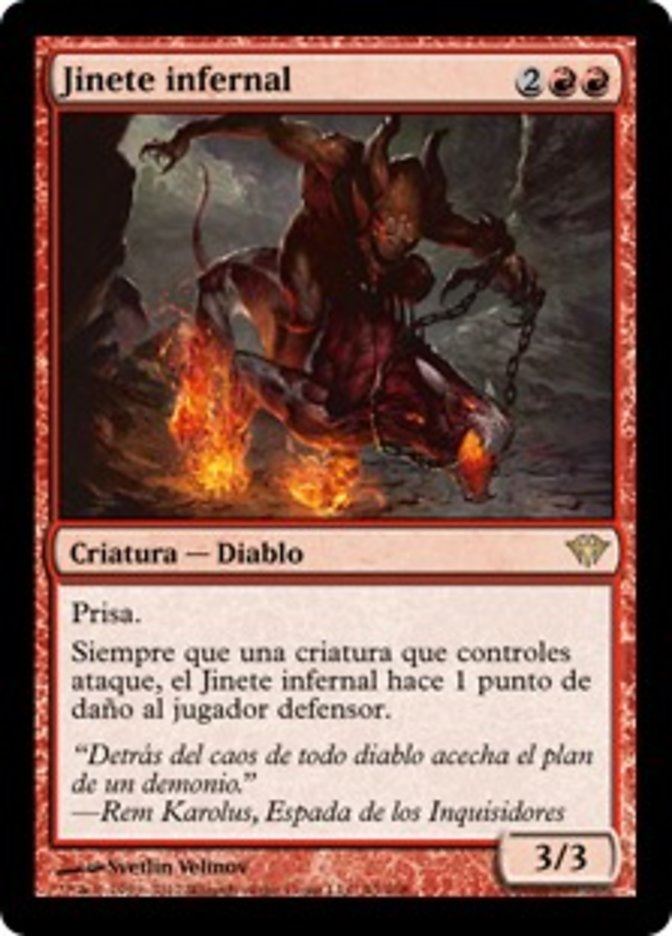 Jinete infernal
2
Criatura — Diablo
Prisa.
Siempre que una criatura que controles
ataque, el Jinete infernal hace 1 punto de
daño al jugador defensor.
“Detrás del caos de todo diablo acecha el plan
de un demonio.”
—Rem Karolus, Espada de los Inquisidores
3/3
Svetlin Velinov